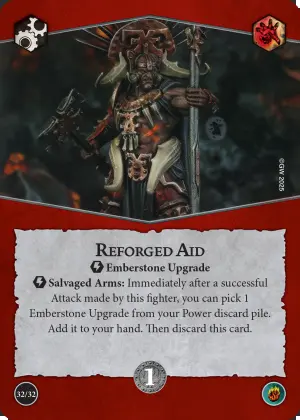 ©GW 2025
REFORGED AID
Emberstone Upgrade
Salvaged Arms: Immediately after a successful
Attack made by this fighter, you can pick 1
Emberstone Upgrade from your Power discard pile.
Add it to your hand. Then discard this card.
32/32
1